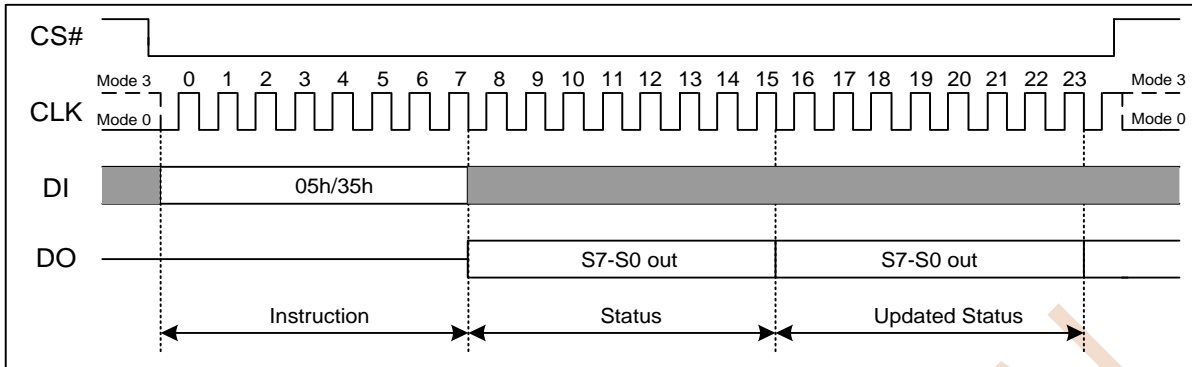 CS#
Mode 3 0 1 2 3 4 5 6 7 8 9 10 11 12 13 14 15 16 17 18 19 20 21 22 23 Mode 3
CLK
Mode 0 Mode 0
DI 05h/35h
DO S7-S0 out S7-S0 out
Instruction Status Updated Status